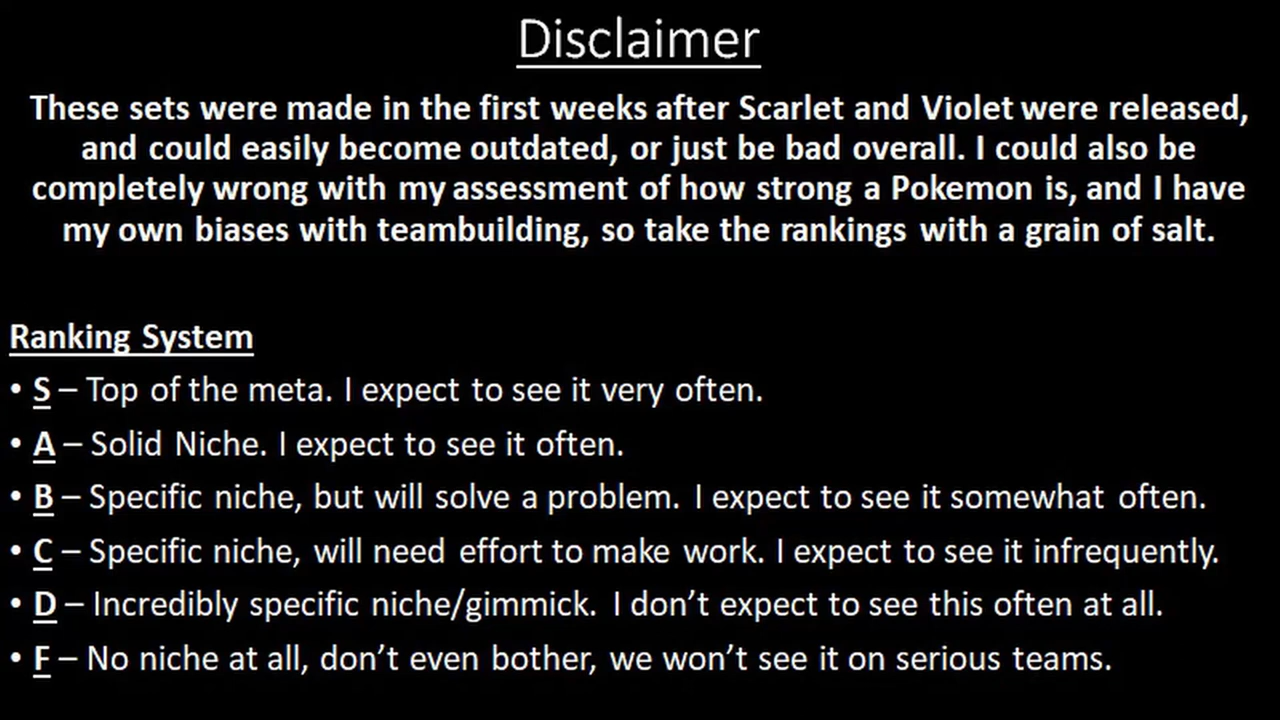 Disclaimer
These sets were made in the first weeks after Scarlet and Violet were released,
and could easily become outdated, or just be bad overall. I could also be
completely wrong with my assessment of how strong a Pokemon is, and I have
my own biases with teambuilding, so take the rankings with a grain of salt.
Ranking System
• S – Top of the meta. I expect to see it very often.
• A – Solid Niche. I expect to see it often.
• B – Specific niche, but will solve a problem. I expect to see it somewhat often.
• C – Specific niche, will need effort to make work. I expect to see it infrequently.
• D – Incredibly specific niche/gimmick. I don’t expect to see this often at all.
• F – No niche at all, don’t even bother, we won’t see it on serious teams.